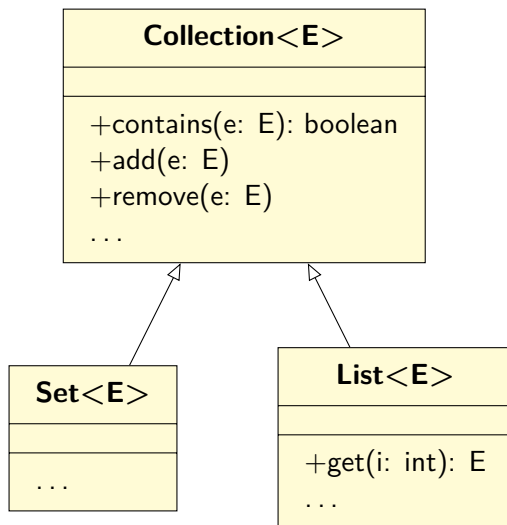 Collection<E>
+contains(e: E): boolean
+add(e: E)
+remove(e: E)
...
Set<E>
...
List<E>
+get(i: int): E
...